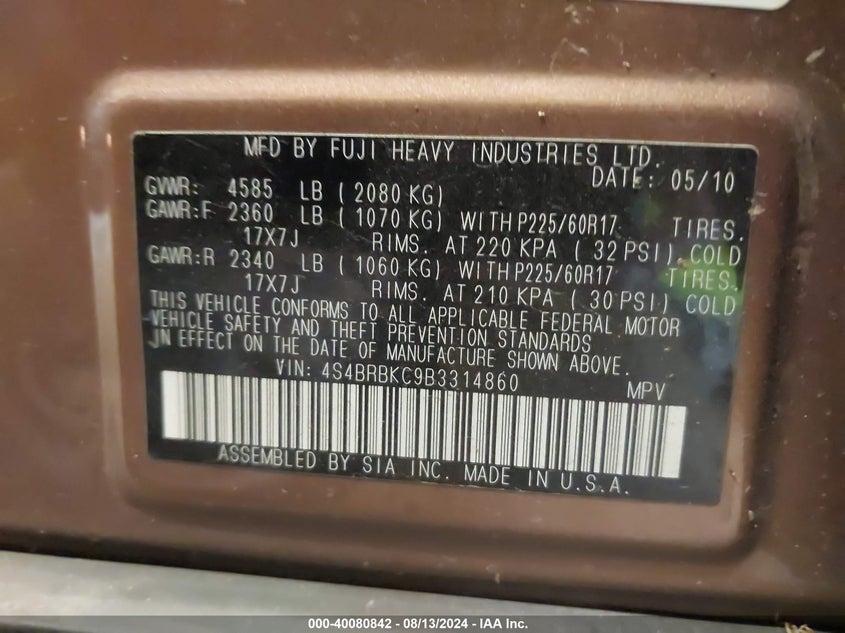 MFD BY FUJI HEAVY INDUSTRIES LTD.
DATE: 05/10
GVWR: 4585 LB ( 2080 KG)
GAWR:F 2360 LB ( 1070 KG) WITH P225/60R17 TIRES.
17X7J RIMS. AT 220 KPA ( 32 PSI) COLD
GAWR:R 2340 LB ( 1060 KG) WITH P225/60R17 TIRES.
17X7J RIMS. AT 210 KPA ( 30 PSI) COLD
THIS VEHICLE CONFORMS TO ALL APPLICABLE FEDERAL MOTOR
VEHICLE SAFETY AND THEFT PREVENTION STANDARDS
IN EFFECT ON THE DATE OF MANUFACTURE SHOWN ABOVE.
VIN: 4S4BRBKC9B3314860 MPV
ASSEMBLED BY SIA INC. MADE IN U.S.A.
000-40080842 - 08/13/2024 - Copyright © 2024 - IAA Inc.